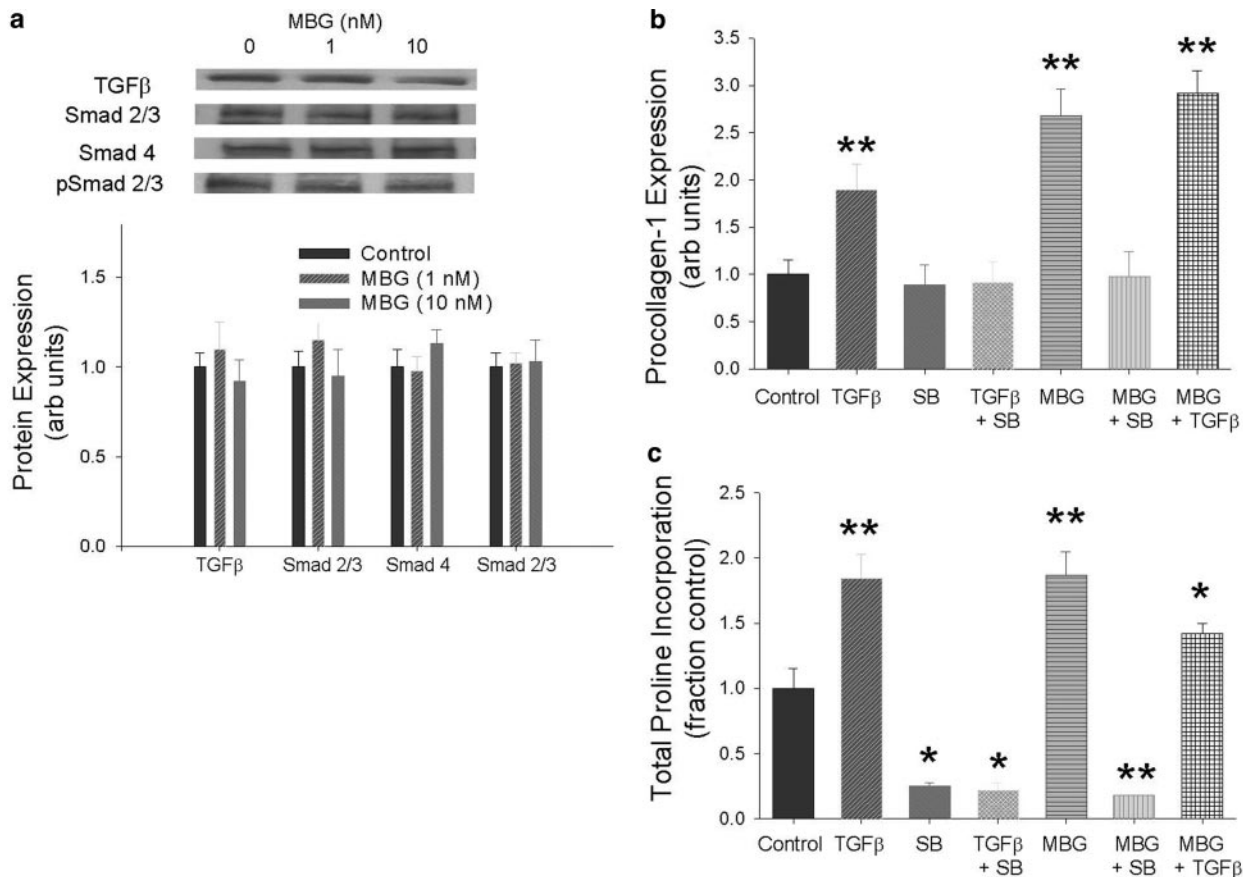 a
MBG (nM)
0 1 10
TGFβ
Smad 2/3
Smad 4
pSmad 2/3
Protein Expression
(arb units)
1.5
1.0
0.5
0.0
Control
MBG (1 nM)
MBG (10 nM)
TGFβ Smad 2/3 Smad 4 Smad 2/3
b
Procollagen-1 Expression
(arb units)
3.5
3.0
2.5
2.0
1.5
1.0
0.5
0.0
** ** **
Control TGFβ SB TGFβ MBG MBG MBG
+ SB + SB + TGFβ
c
Total Proline Incorporation
(fraction control)
2.5
2.0
1.5
1.0
0.5
0.0
** * * ** ** *
Control TGFβ SB TGFβ MBG MBG MBG
+ SB + SB + TGFβ